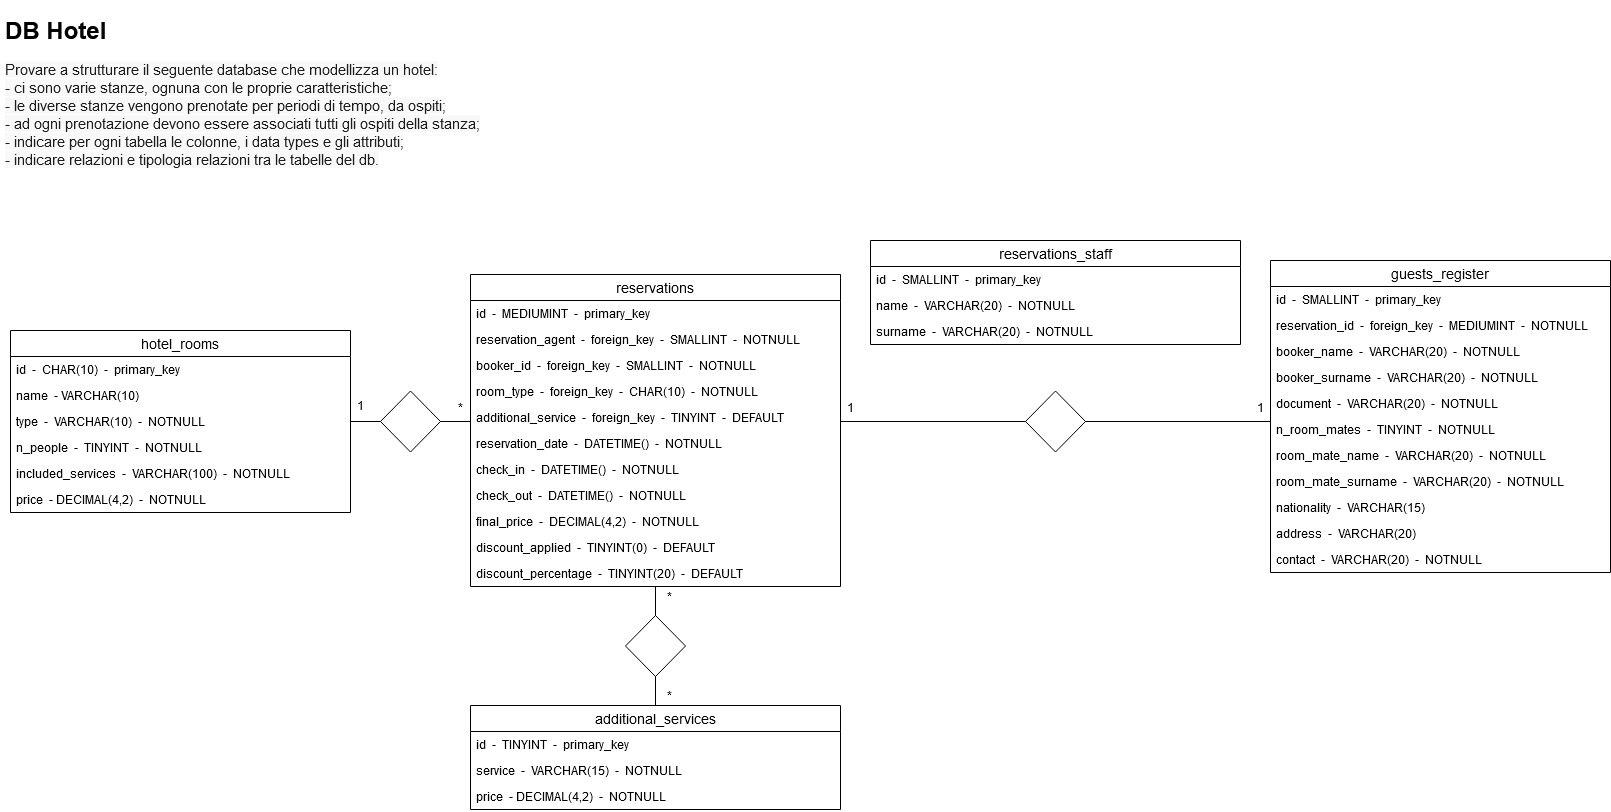 DB Hotel
Provare a strutturare il seguente database che modellizza un hotel:
- ci sono varie stanze, ognuna con le proprie caratteristiche;
- le diverse stanze vengono prenotate per periodi di tempo, da ospiti;
- ad ogni prenotazione devono essere associati tutti gli ospiti della stanza;
- indicare per ogni tabella le colonne, i data types e gli attributi;
- indicare relazioni e tipologia relazioni tra le tabelle del db.
hotel_rooms
id - CHAR(10) - primary_key
name - VARCHAR(10)
type - VARCHAR(10) - NOTNULL
n_people - TINYINT - NOTNULL
included_services - VARCHAR(100) - NOTNULL
price - DECIMAL(4,2) - NOTNULL
1
*
reservations
id - MEDIUMINT - primary_key
reservation_agent - foreign_key - SMALLINT - NOTNULL
booker_id - foreign_key - SMALLINT - NOTNULL
room_type - foreign_key - CHAR(10) - NOTNULL
additional_service - foreign_key - TINYINT - DEFAULT
reservation_date - DATETIME() - NOTNULL
check_in - DATETIME() - NOTNULL
check_out - DATETIME() - NOTNULL
final_price - DECIMAL(4,2) - NOTNULL
discount_applied - TINYINT(0) - DEFAULT
discount_percentage - TINYINT(20) - DEFAULT
*
*
additional_services
id - TINYINT - primary_key
service - VARCHAR(15) - NOTNULL
price - DECIMAL(4,2) - NOTNULL
reservations_staff
id - SMALLINT - primary_key
name - VARCHAR(20) - NOTNULL
surname - VARCHAR(20) - NOTNULL
1
1
guests_register
id - SMALLINT - primary_key
reservation_id - foreign_key - MEDIUMINT - NOTNULL
booker_name - VARCHAR(20) - NOTNULL
booker_surname - VARCHAR(20) - NOTNULL
document - VARCHAR(20) - NOTNULL
n_room_mates - TINYINT - NOTNULL
room_mate_name - VARCHAR(20) - NOTNULL
room_mate_surname - VARCHAR(20) - NOTNULL
nationality - VARCHAR(15)
address - VARCHAR(20)
contact - VARCHAR(20) - NOTNULL